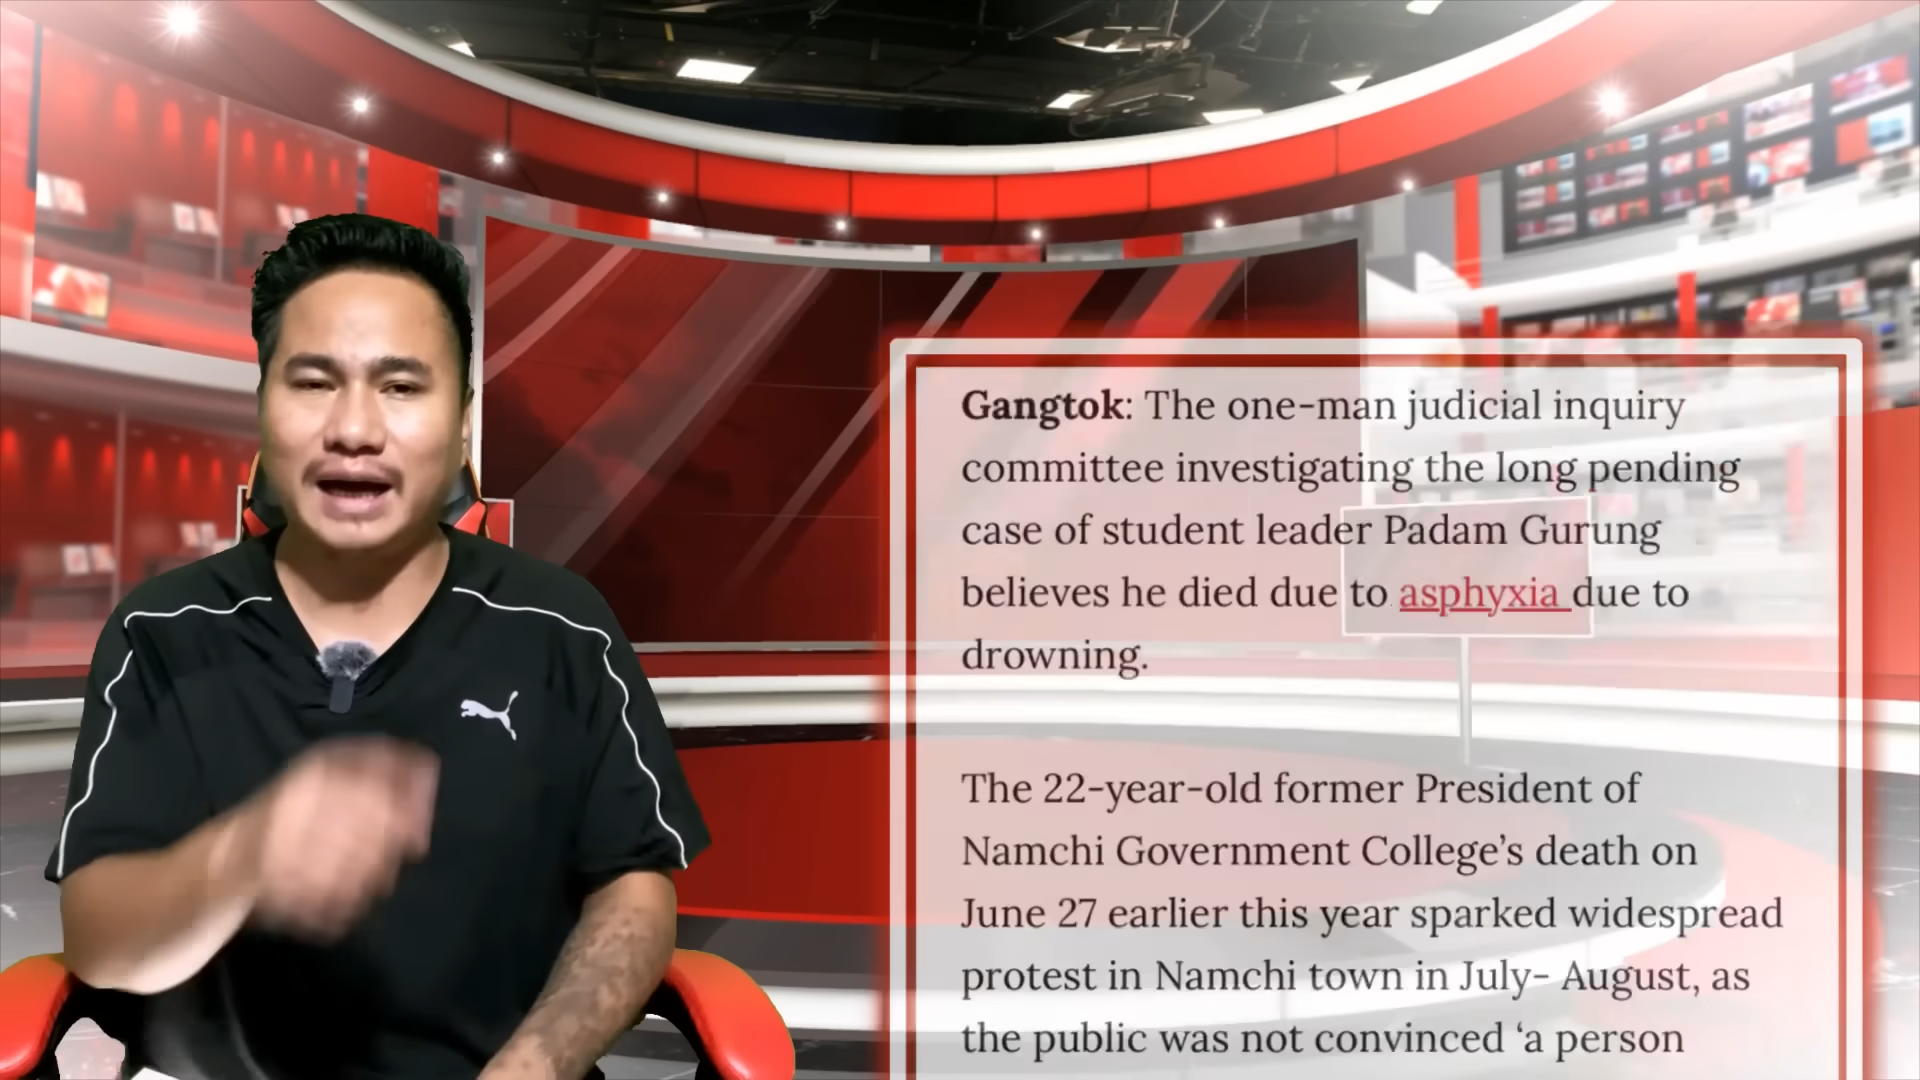 Gangtok: The one-man judicial inquiry
committee investigating the long pending
case of student leader Padam Gurung
believes he died due to asphyxia due to
drowning.
The 22-year-old former President of
Namchi Government College’s death on
June 27 earlier this year sparked widespread
protest in Namchi town in July- August, as
the public was not convinced ‘a person